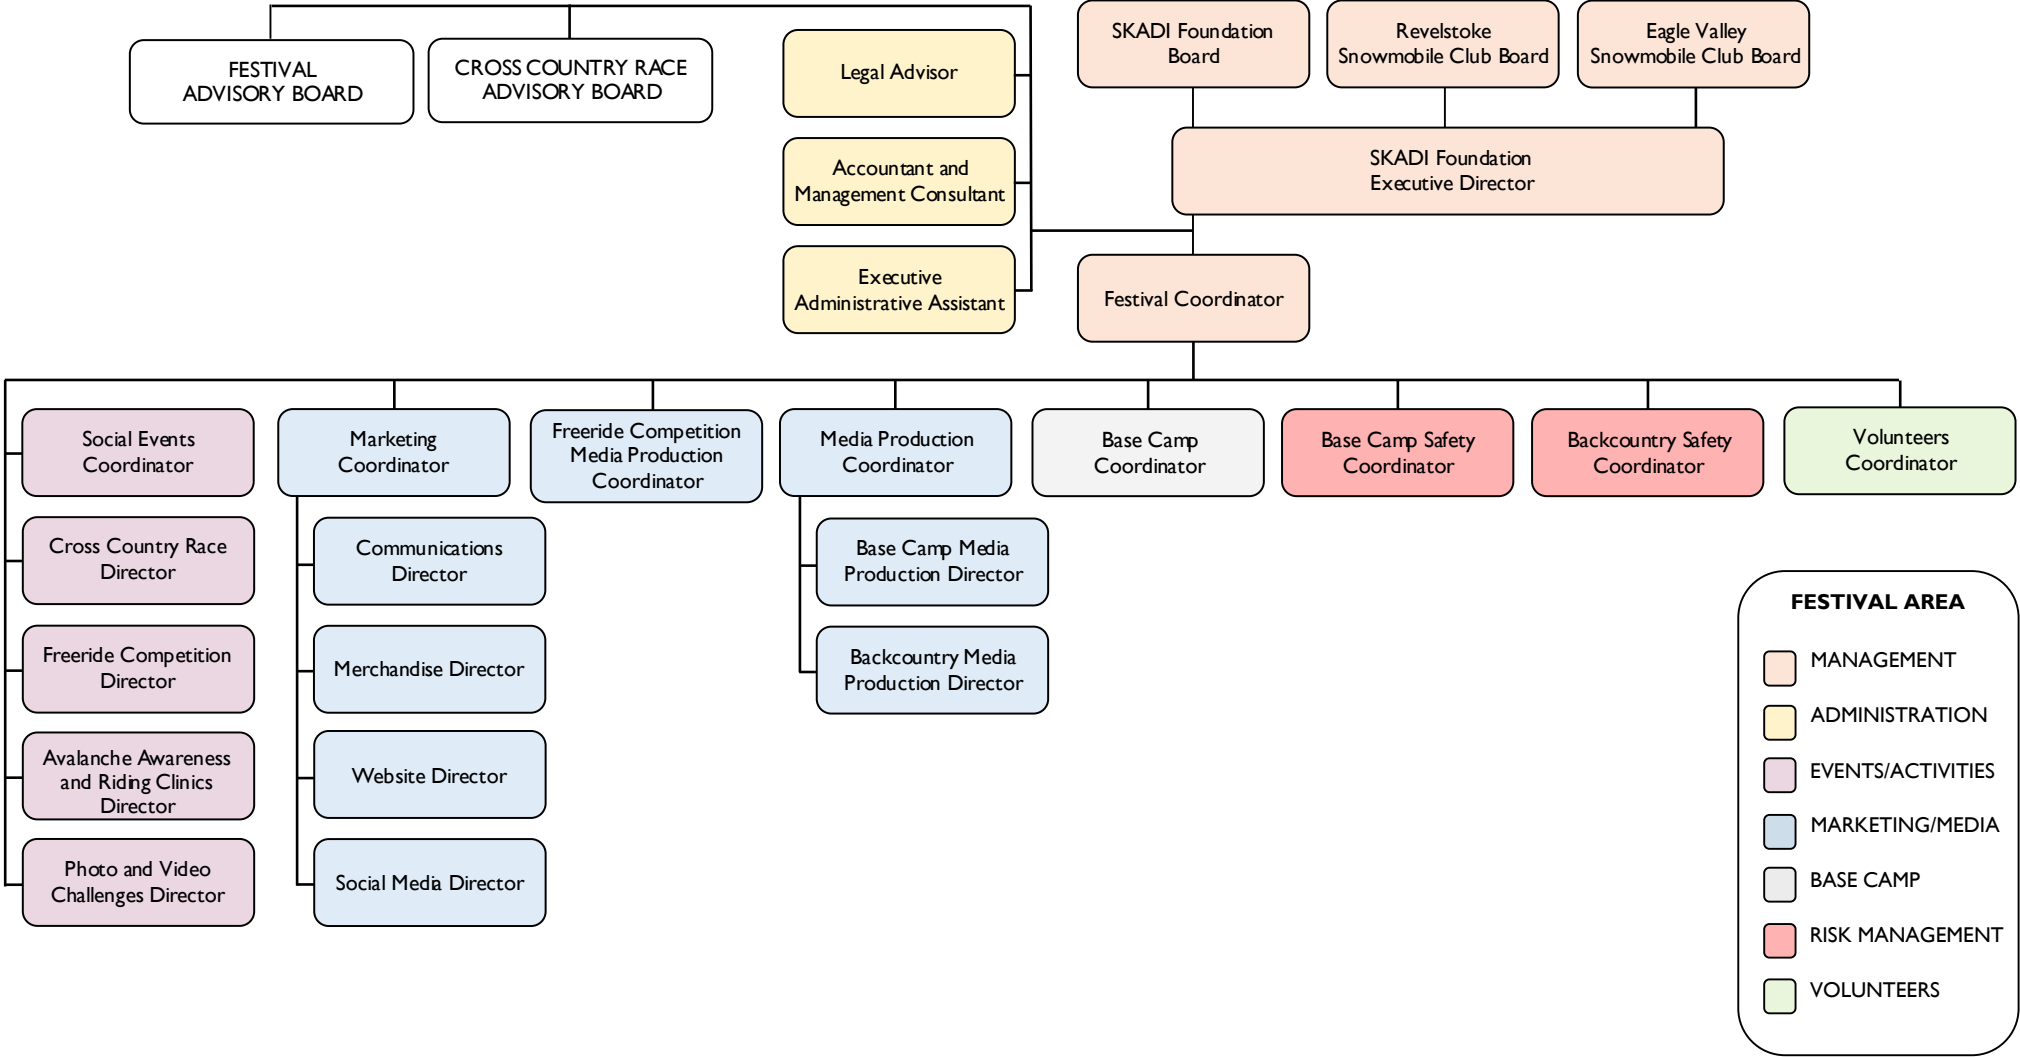 FESTIVAL
ADVISORY BOARD
CROSS COUNTRY RACE
ADVISORY BOARD
Legal Advisor
Accountant and
Management Consultant
Executive
Administrative Assistant
SKADI Foundation
Board
Revelstoke
Snowmobile Club Board
Eagle Valley
Snowmobile Club Board
SKADI Foundation
Executive Director
Festival Coordinator
Social Events
Coordinator
Cross Country Race
Director
Freeride Competition
Director
Avalanche Awareness
and Riding Clinics
Director
Photo and Video
Challenges Director
Marketing
Coordinator
Communications
Director
Merchandise Director
Website Director
Social Media Director
Freeride Competition
Media Production
Coordinator
Media Production
Coordinator
Base Camp Media
Production Director
Backcountry Media
Production Director
Base Camp
Coordinator
Base Camp Safety
Coordinator
Backcountry Safety
Coordinator
Volunteers
Coordinator
FESTIVAL AREA
MANAGEMENT
ADMINISTRATION
EVENTS/ACTIVITIES
MARKETING/MEDIA
BASE CAMP
RISK MANAGEMENT
VOLUNTEERS